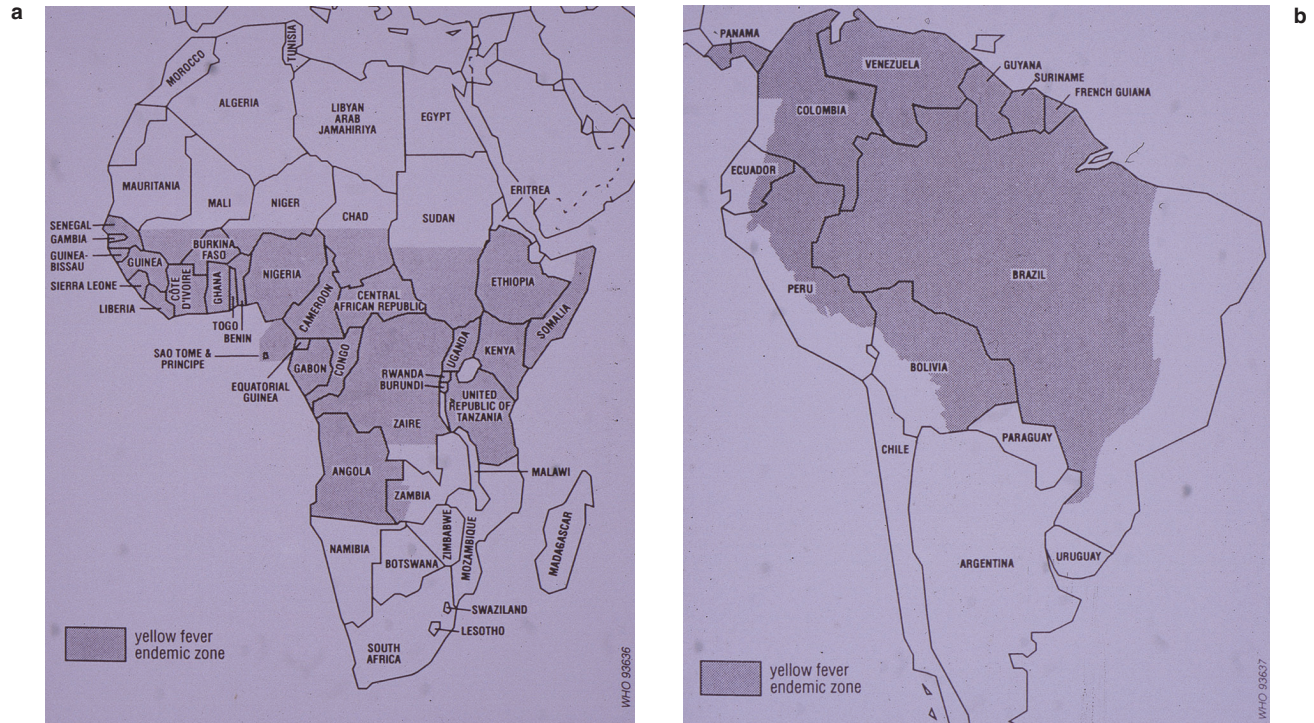 a
MOROCCO
TUNISIA
ALGERIA
LIBYAN
ARAB
JAMAHIRIYA
EGYPT
MAURITANIA
MALI
NIGER
CHAD
SUDAN
ERITREA
SENEGAL
GAMBIA
GUINEA-
BISSAU
GUINEA
SIERRA LEONE
LIBERIA
CÔTE
D'IVOIRE
BURKINA
FASO
GHANA
TOGO
BENIN
NIGERIA
CAMEROON
CENTRAL
AFRICAN REPUBLIC
ETHIOPIA
SOMALIA
SAO TOME &
PRINCIPE
EQUATORIAL
GUINEA
GABON
CONGO
UGANDA
KENYA
RWANDA
BURUNDI
UNITED
REPUBLIC OF
TANZANIA
ZAIRE
ANGOLA
ZAMBIA
MALAWI
NAMIBIA
BOTSWANA
ZIMBABWE
MOZAMBIQUE
MADAGASCAR
SWAZILAND
LESOTHO
SOUTH
AFRICA
yellow fever
endemic zone
WHO 93636
b
PANAMA
VENEZUELA
GUYANA
SURINAME
FRENCH GUIANA
COLOMBIA
ECUADOR
PERU
BRAZIL
BOLIVIA
PARAGUAY
CHILE
ARGENTINA
URUGUAY
yellow fever
endemic zone
WHO 93637